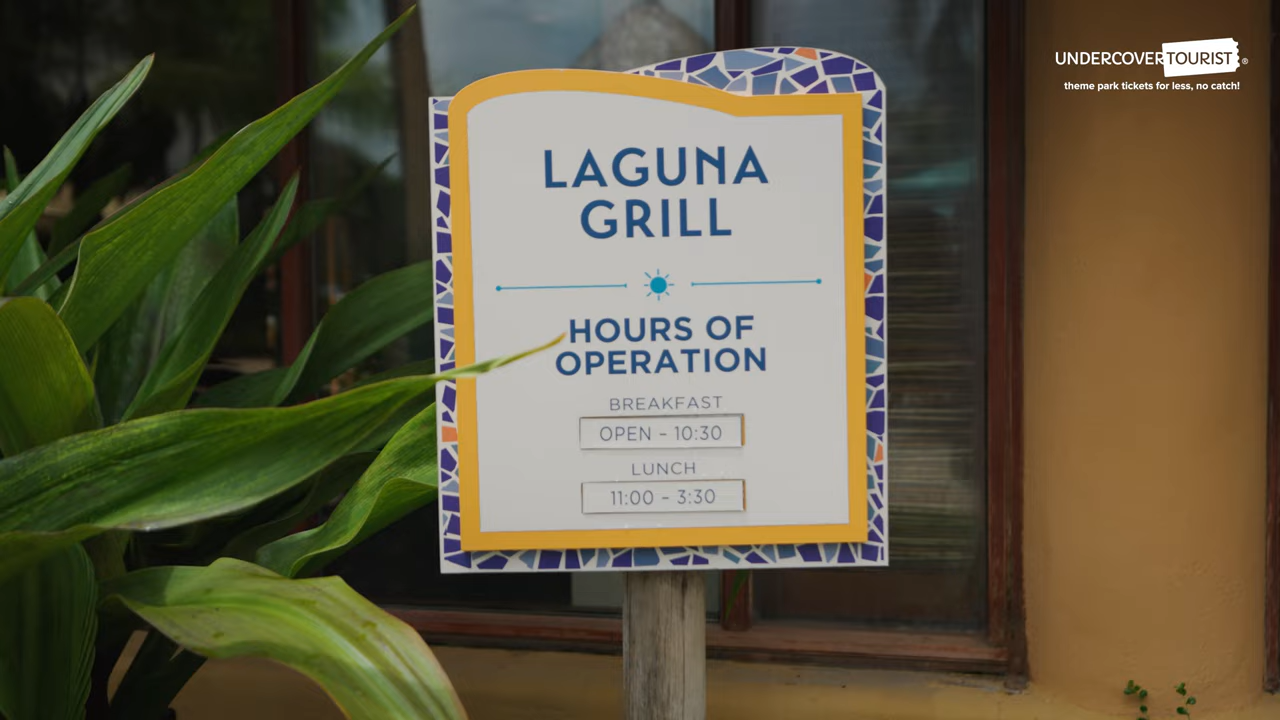 UNDERCOVERTOURIST®
theme park tickets for less, no catch!
LAGUNA
GRILL
HOURS OF
OPERATION
BREAKFAST
OPEN - 10:30
LUNCH
11:00 - 3:30